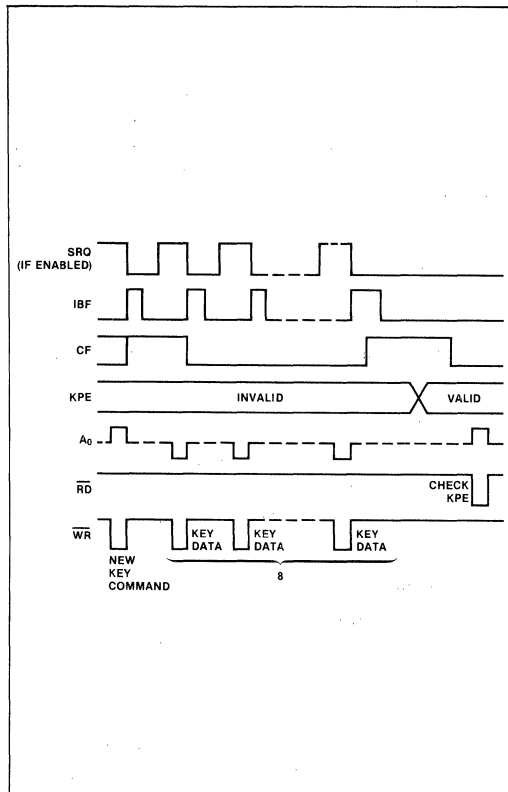 SRQ
(IF ENABLED)
IBF
CF
KPE
INVALID
VALID
A0
RD
CHECK
KPE
WR
KEY
DATA
KEY
DATA
KEY
DATA
NEW
KEY
COMMAND
8